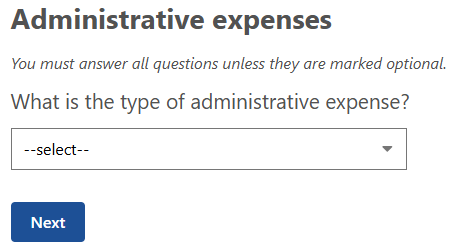 Administrative expenses
You must answer all questions unless they are marked optional.
What is the type of administrative expense?
--select--
Next